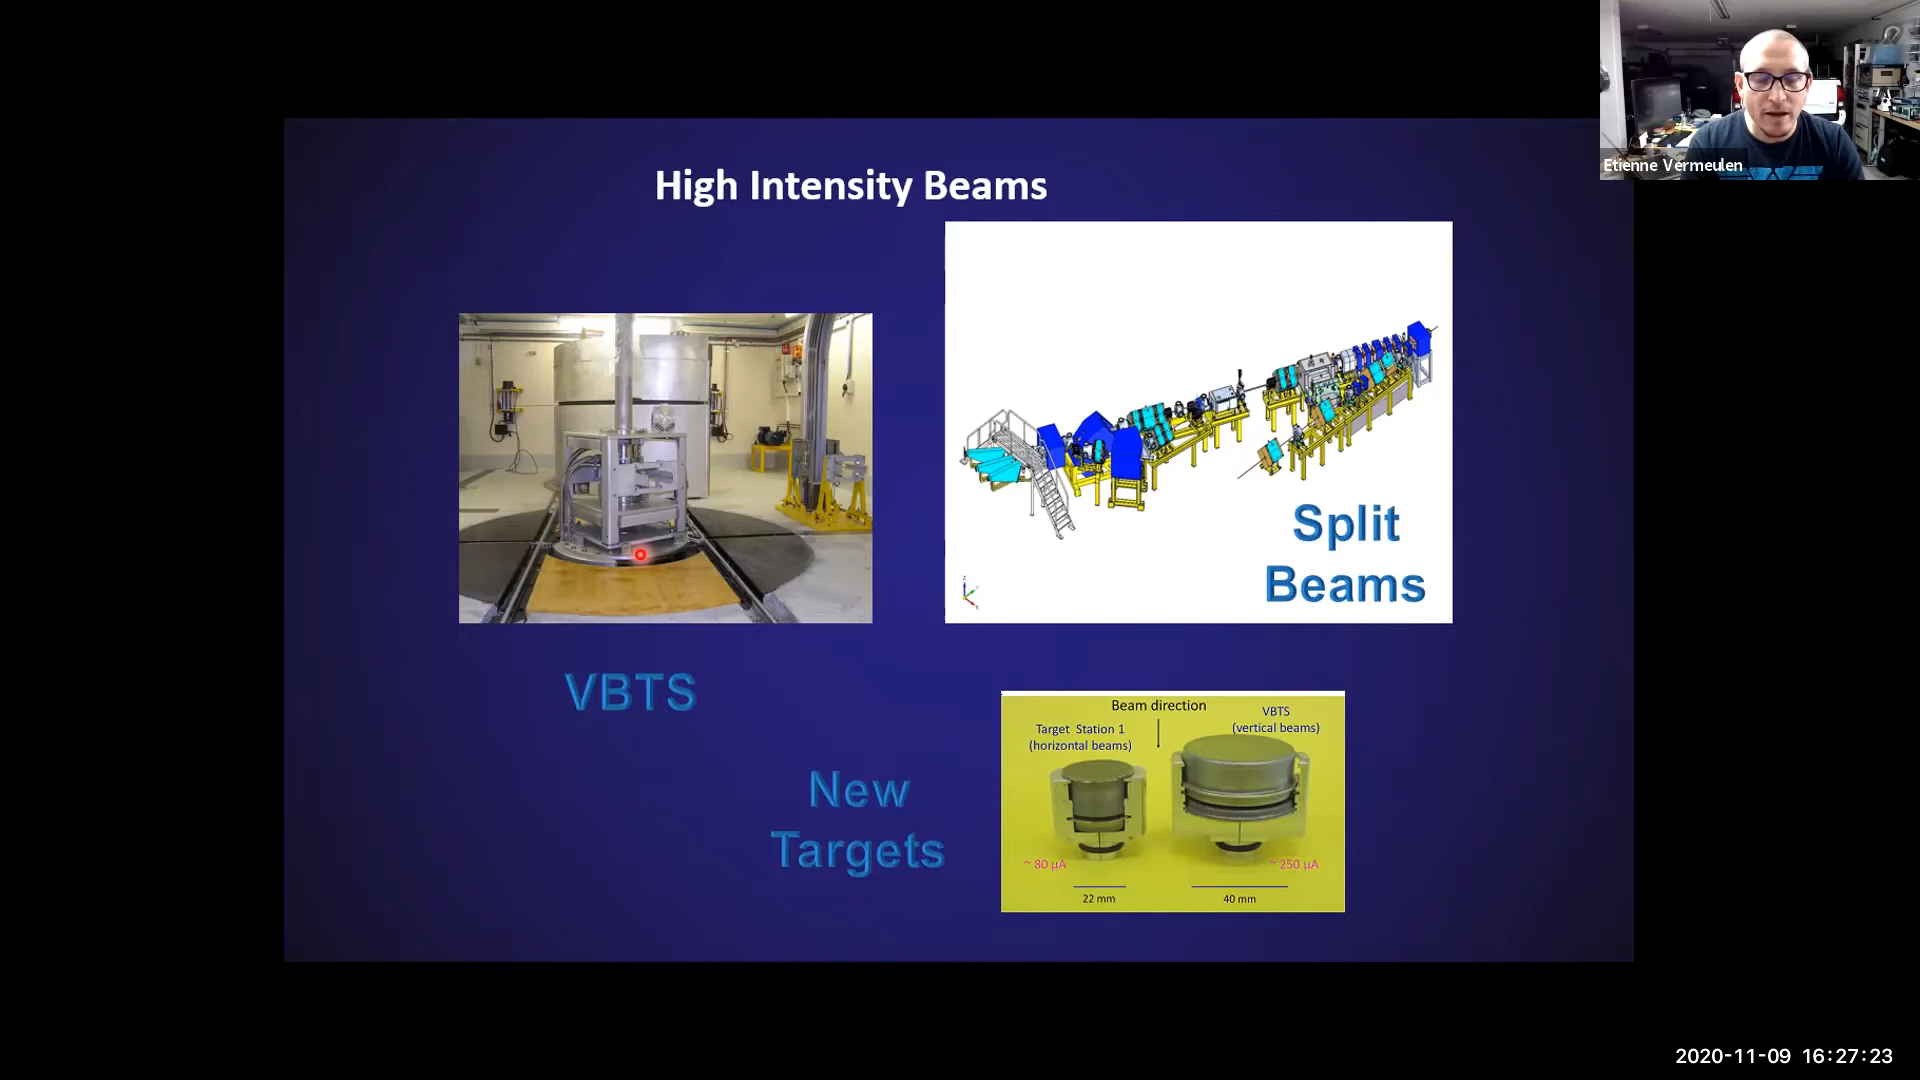 Etienne Vermeulen
High Intensity Beams
Split
Beams
VBTS
New
Targets
Beam direction
Target Station 1
(horizontal beams)
VBTS
(vertical beams)
~ 80 µA
~ 250 µA
22 mm
40 mm
2020-11-09 16:27:23